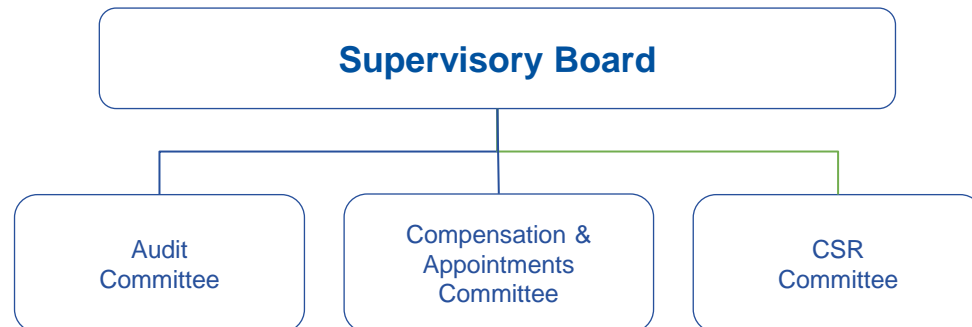 Supervisory Board
Audit
Committee
Compensation &
Appointments
Committee
CSR
Committee